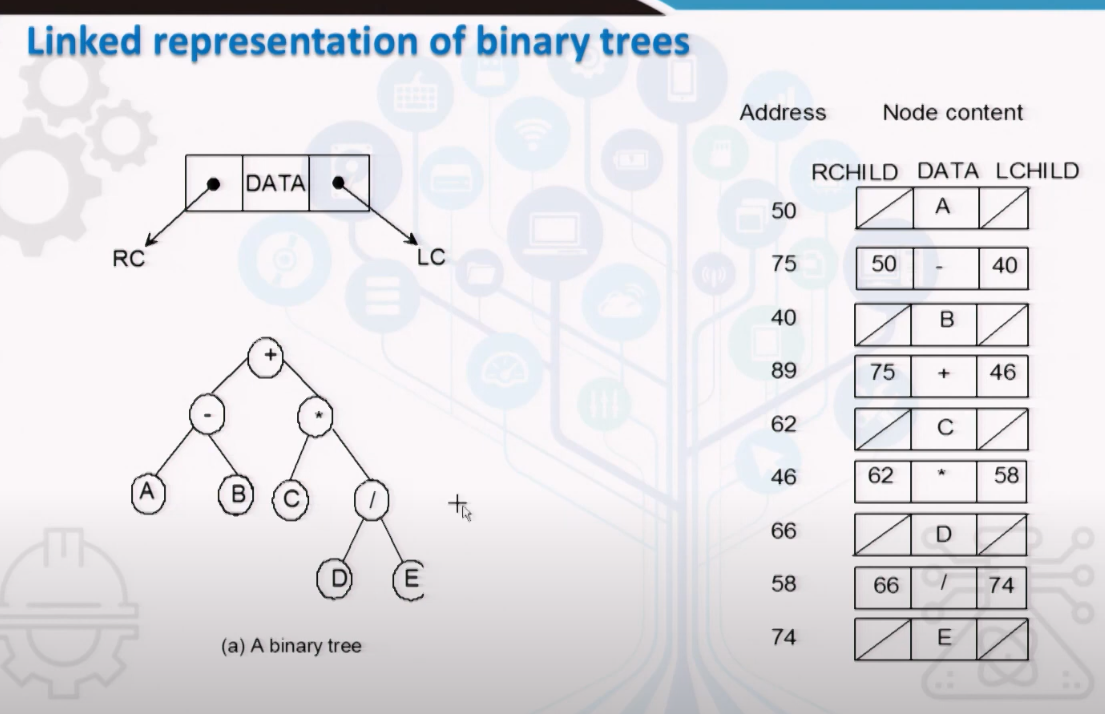 Linked representation of binary trees
DATA
RC
LC
+
-
*
A
B
C
/
D
E
(a) A binary tree
Address Node content
RCHILD DATA LCHILD
50 A
75 50 - 40
40 B
89 75 + 46
62 C
46 62 * 58
66 D
58 66 / 74
74 E